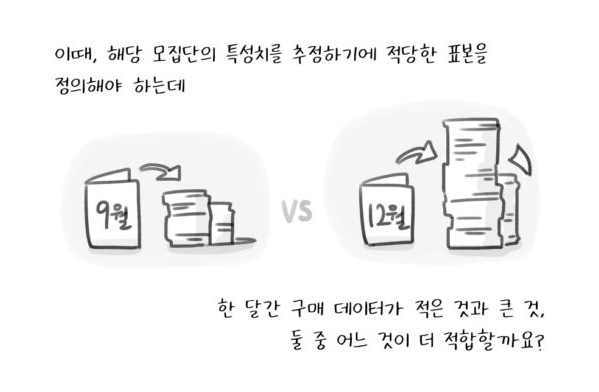 이때, 해당 모집단의 특성치를 추정하기에 적당한 표본을
정의해야 하는데
9월
VS
12월
한 달간 구매 데이터가 적은 것과 큰 것,
둘 중 어느 것이 더 적합할까요?